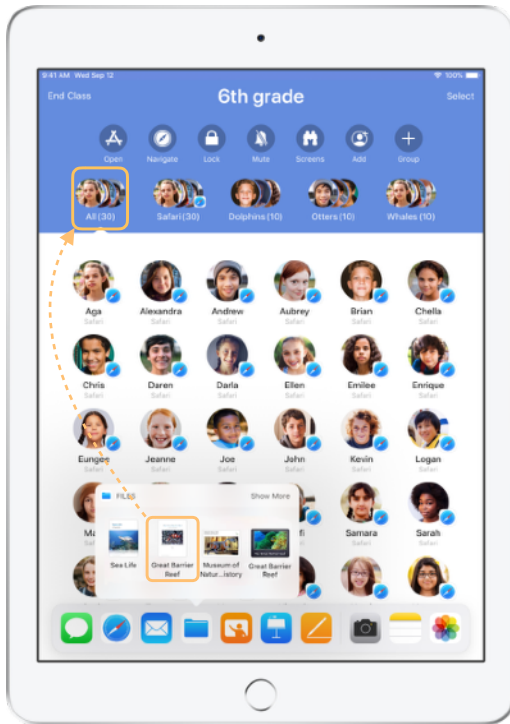 9:41 AM Wed Sep 12
100%
End Class
6th grade
Select
Open
Navigate
Lock
Mute
Screens
Add
Group
All (30)
Safari (30)
Dolphins (10)
Otters (10)
Whales (10)
Aga
Alexandra
Andrew
Aubrey
Brian
Chella
Safari
Safari
Safari
Safari
Safari
Safari
Chris
Daren
Darla
Ellen
Emilee
Enrique
Safari
Safari
Safari
Safari
Safari
Safari
Eungee
Jeanne
Joe
John
Kevin
Logan
Safari
Safari
Safari
Safari
Safari
Safari
FILES
Show More
Samara
Sarah
Safari
Safari
Sea Life
Great Barrier
Reef
Museum of
Natur...istory
Great Barrier
Reef